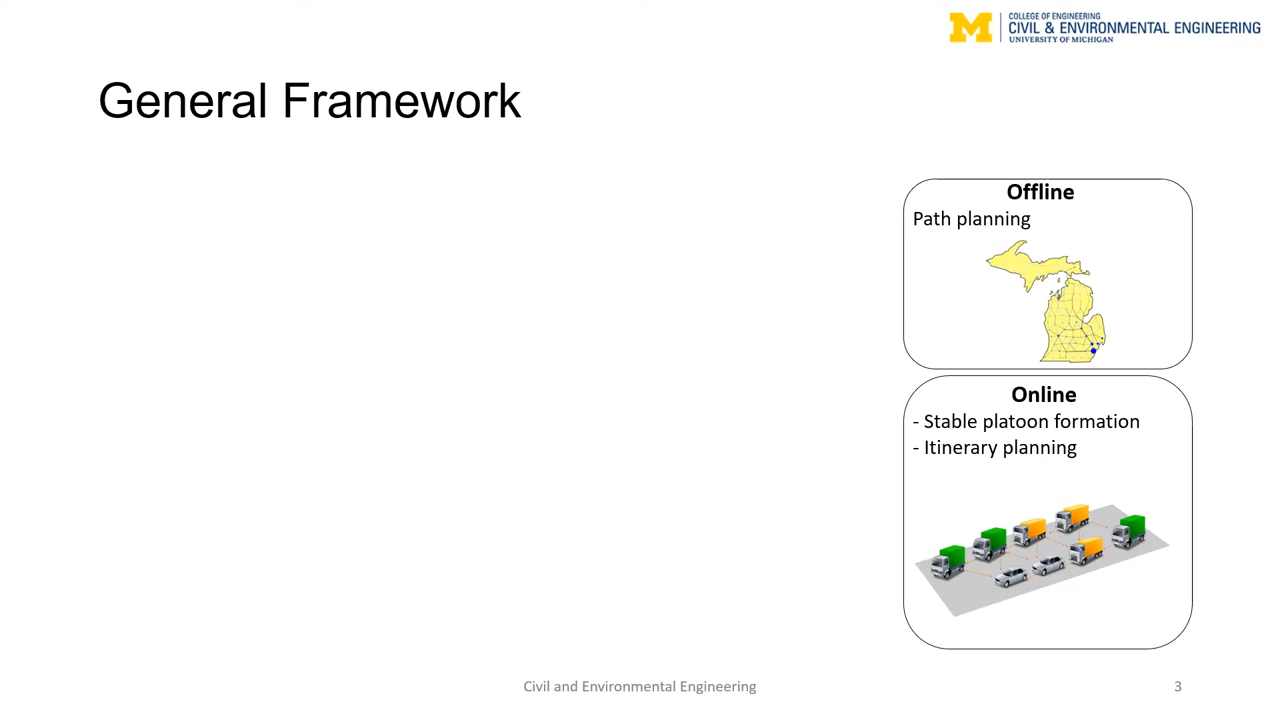 COLLEGE OF ENGINEERING
CIVIL & ENVIRONMENTAL ENGINEERING
UNIVERSITY OF MICHIGAN
General Framework
Offline
Path planning
Online
- Stable platoon formation
- Itinerary planning
Civil and Environmental Engineering
3